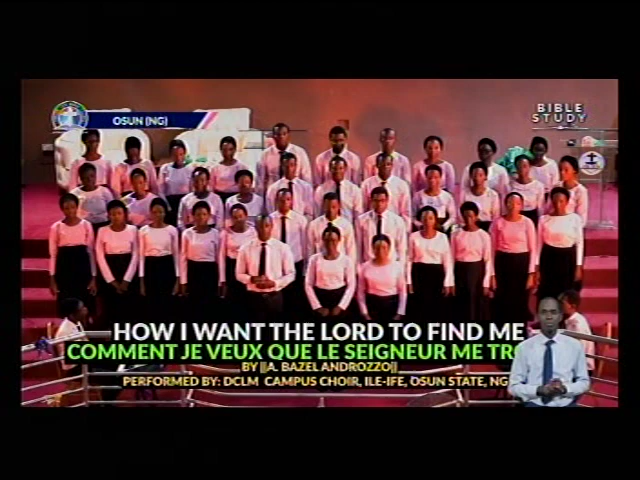 OSUN (NG)
BIBLE
STUDY
HOW I WANT THE LORD TO FIND ME
COMMENT JE VEUX QUE LE SEIGNEUR ME
BY ||A. BAZEL ANDROZZO||
PERFORMED BY: DCLM CAMPUS CHOIR, ILE-IFE, OSUN STATE, NG